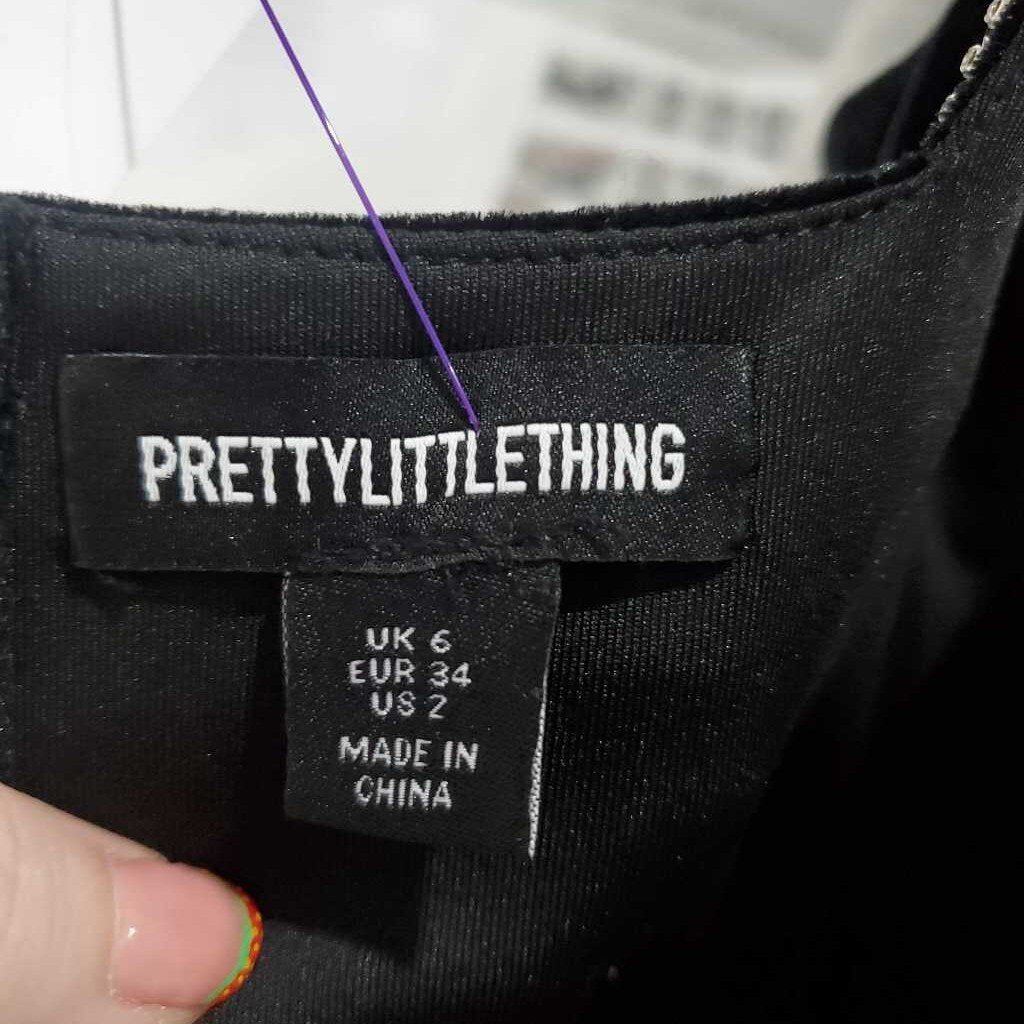 PRETTYLITTLETHING
UK 6
EUR 34
US 2
MADE IN
CHINA